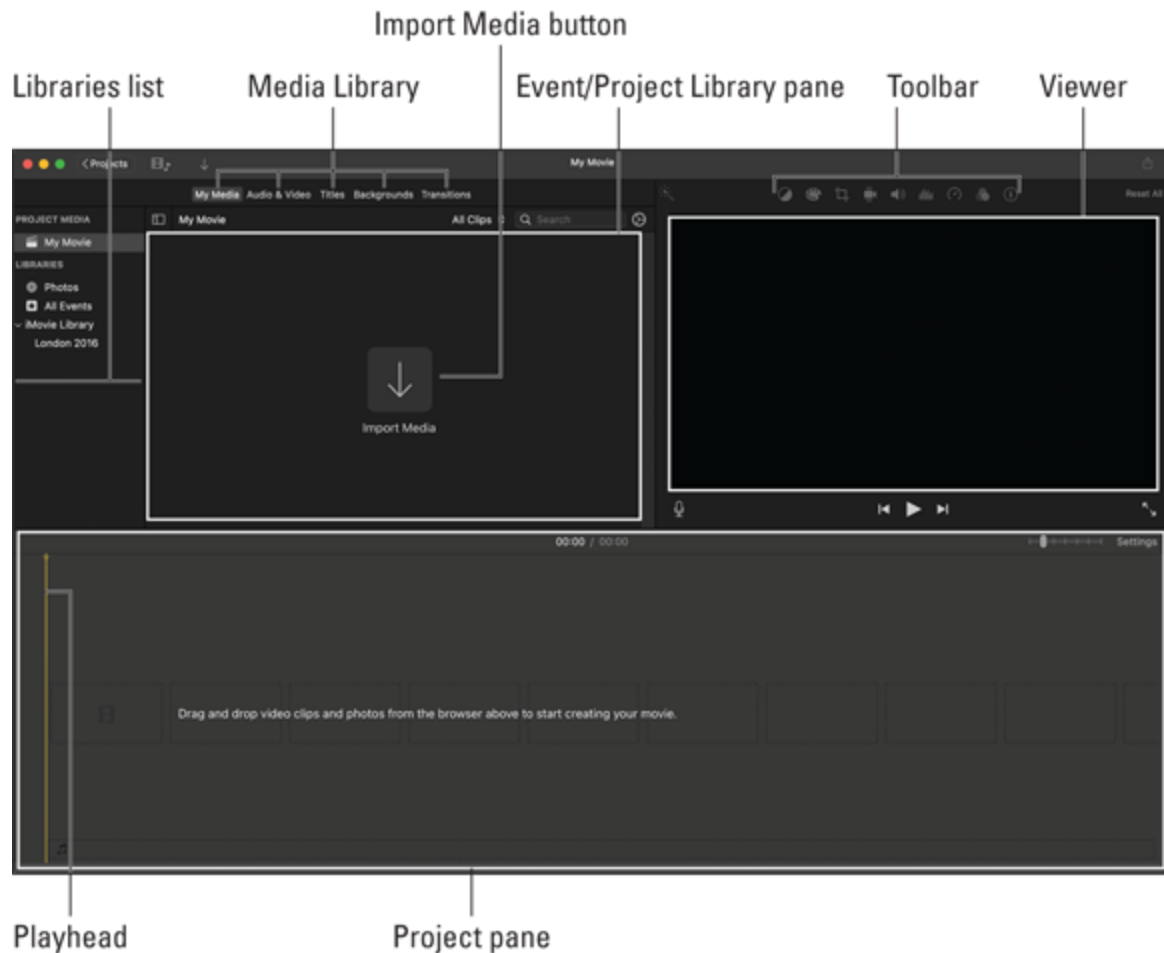 Import Media button
Libraries list Media Library Event/Project Library pane Toolbar Viewer
Projects My Movie
My Media Audio & Video Titles Backgrounds Transitions Reset All
PROJECT MEDIA My Movie All Clips Search
My Movie
LIBRARIES
Photos
All Events
iMovie Library
London 2016
Import Media
00:00 / 00:00 Settings
Drag and drop video clips and photos from the browser above to start creating your movie.
Playhead Project pane